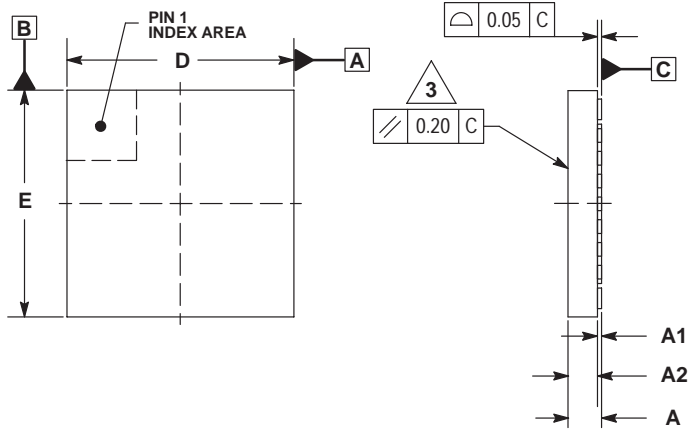 B
PIN 1
INDEX AREA
D
A
⌓ 0.05 C
C
3
// 0.20 C
E
A1
A2
A